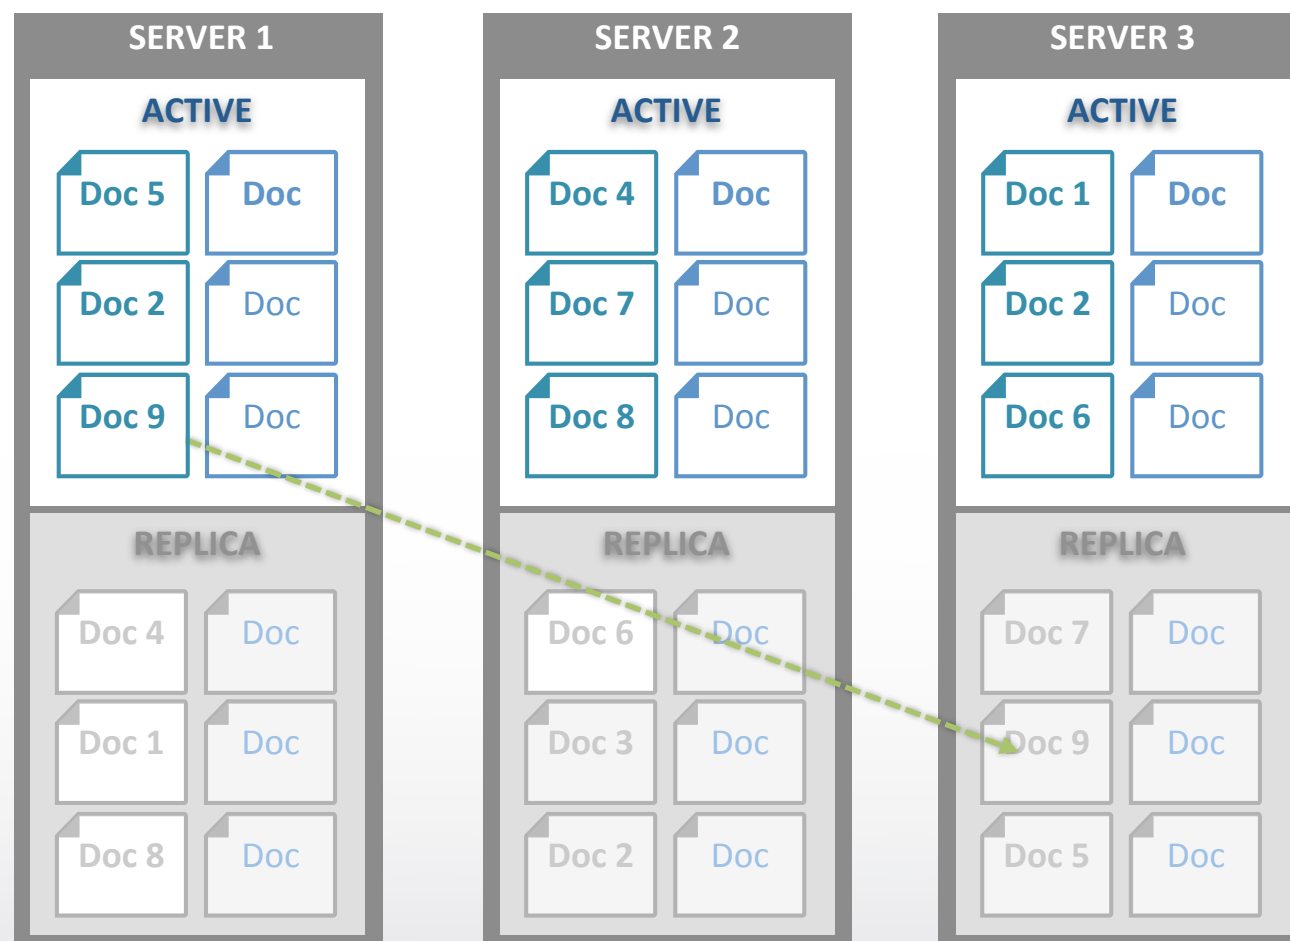 SERVER 1
ACTIVE
Doc 5 Doc
Doc 2 Doc
Doc 9 Doc
REPLICA
Doc 4 Doc
Doc 1 Doc
Doc 8 Doc
SERVER 2
ACTIVE
Doc 4 Doc
Doc 7 Doc
Doc 8 Doc
REPLICA
Doc 6 Doc
Doc 3 Doc
Doc 2 Doc
SERVER 3
ACTIVE
Doc 1 Doc
Doc 2 Doc
Doc 6 Doc
REPLICA
Doc 7 Doc
Doc 9 Doc
Doc 5 Doc